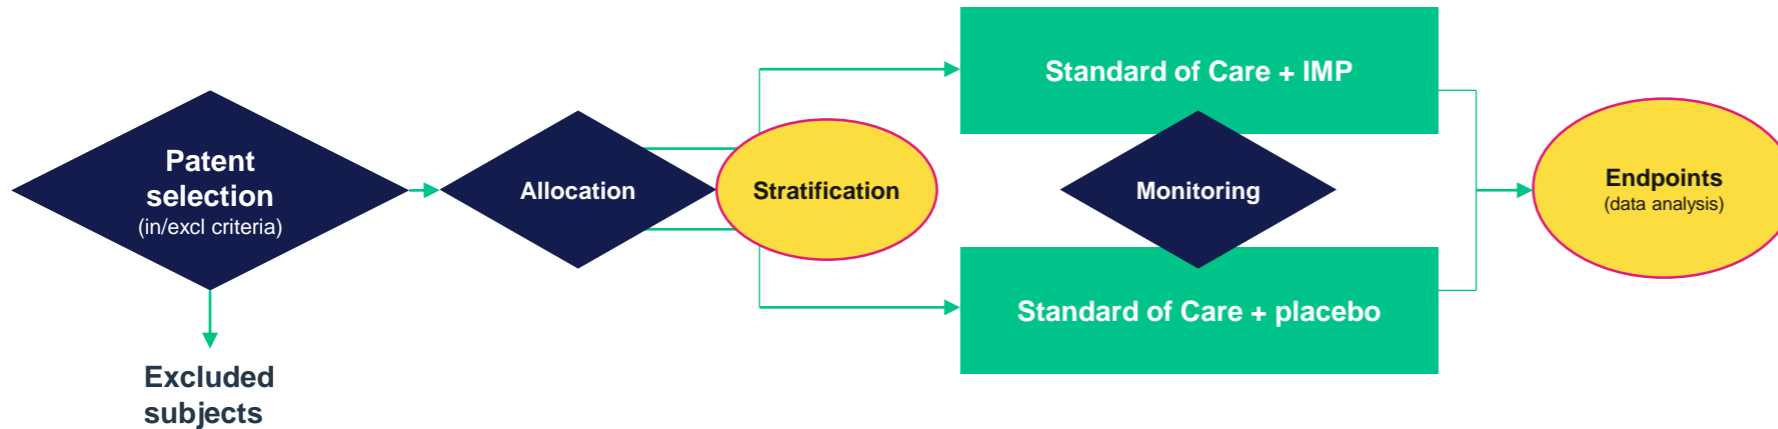 Patent
selection
(in/excl criteria)
Excluded
subjects
Allocation
Stratification
Standard of Care + IMP
Monitoring
Standard of Care + placebo
Endpoints
(data analysis)